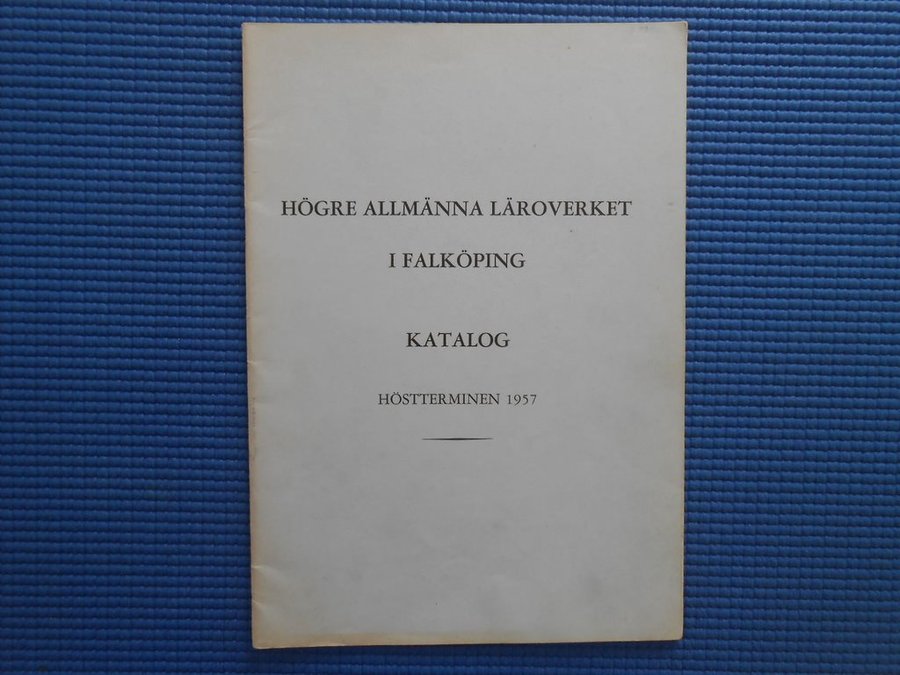 HÖGRE ALLMÄNNA LÄROVERKET
I FALKÖPING
KATALOG
HÖSTTERMINEN 1957